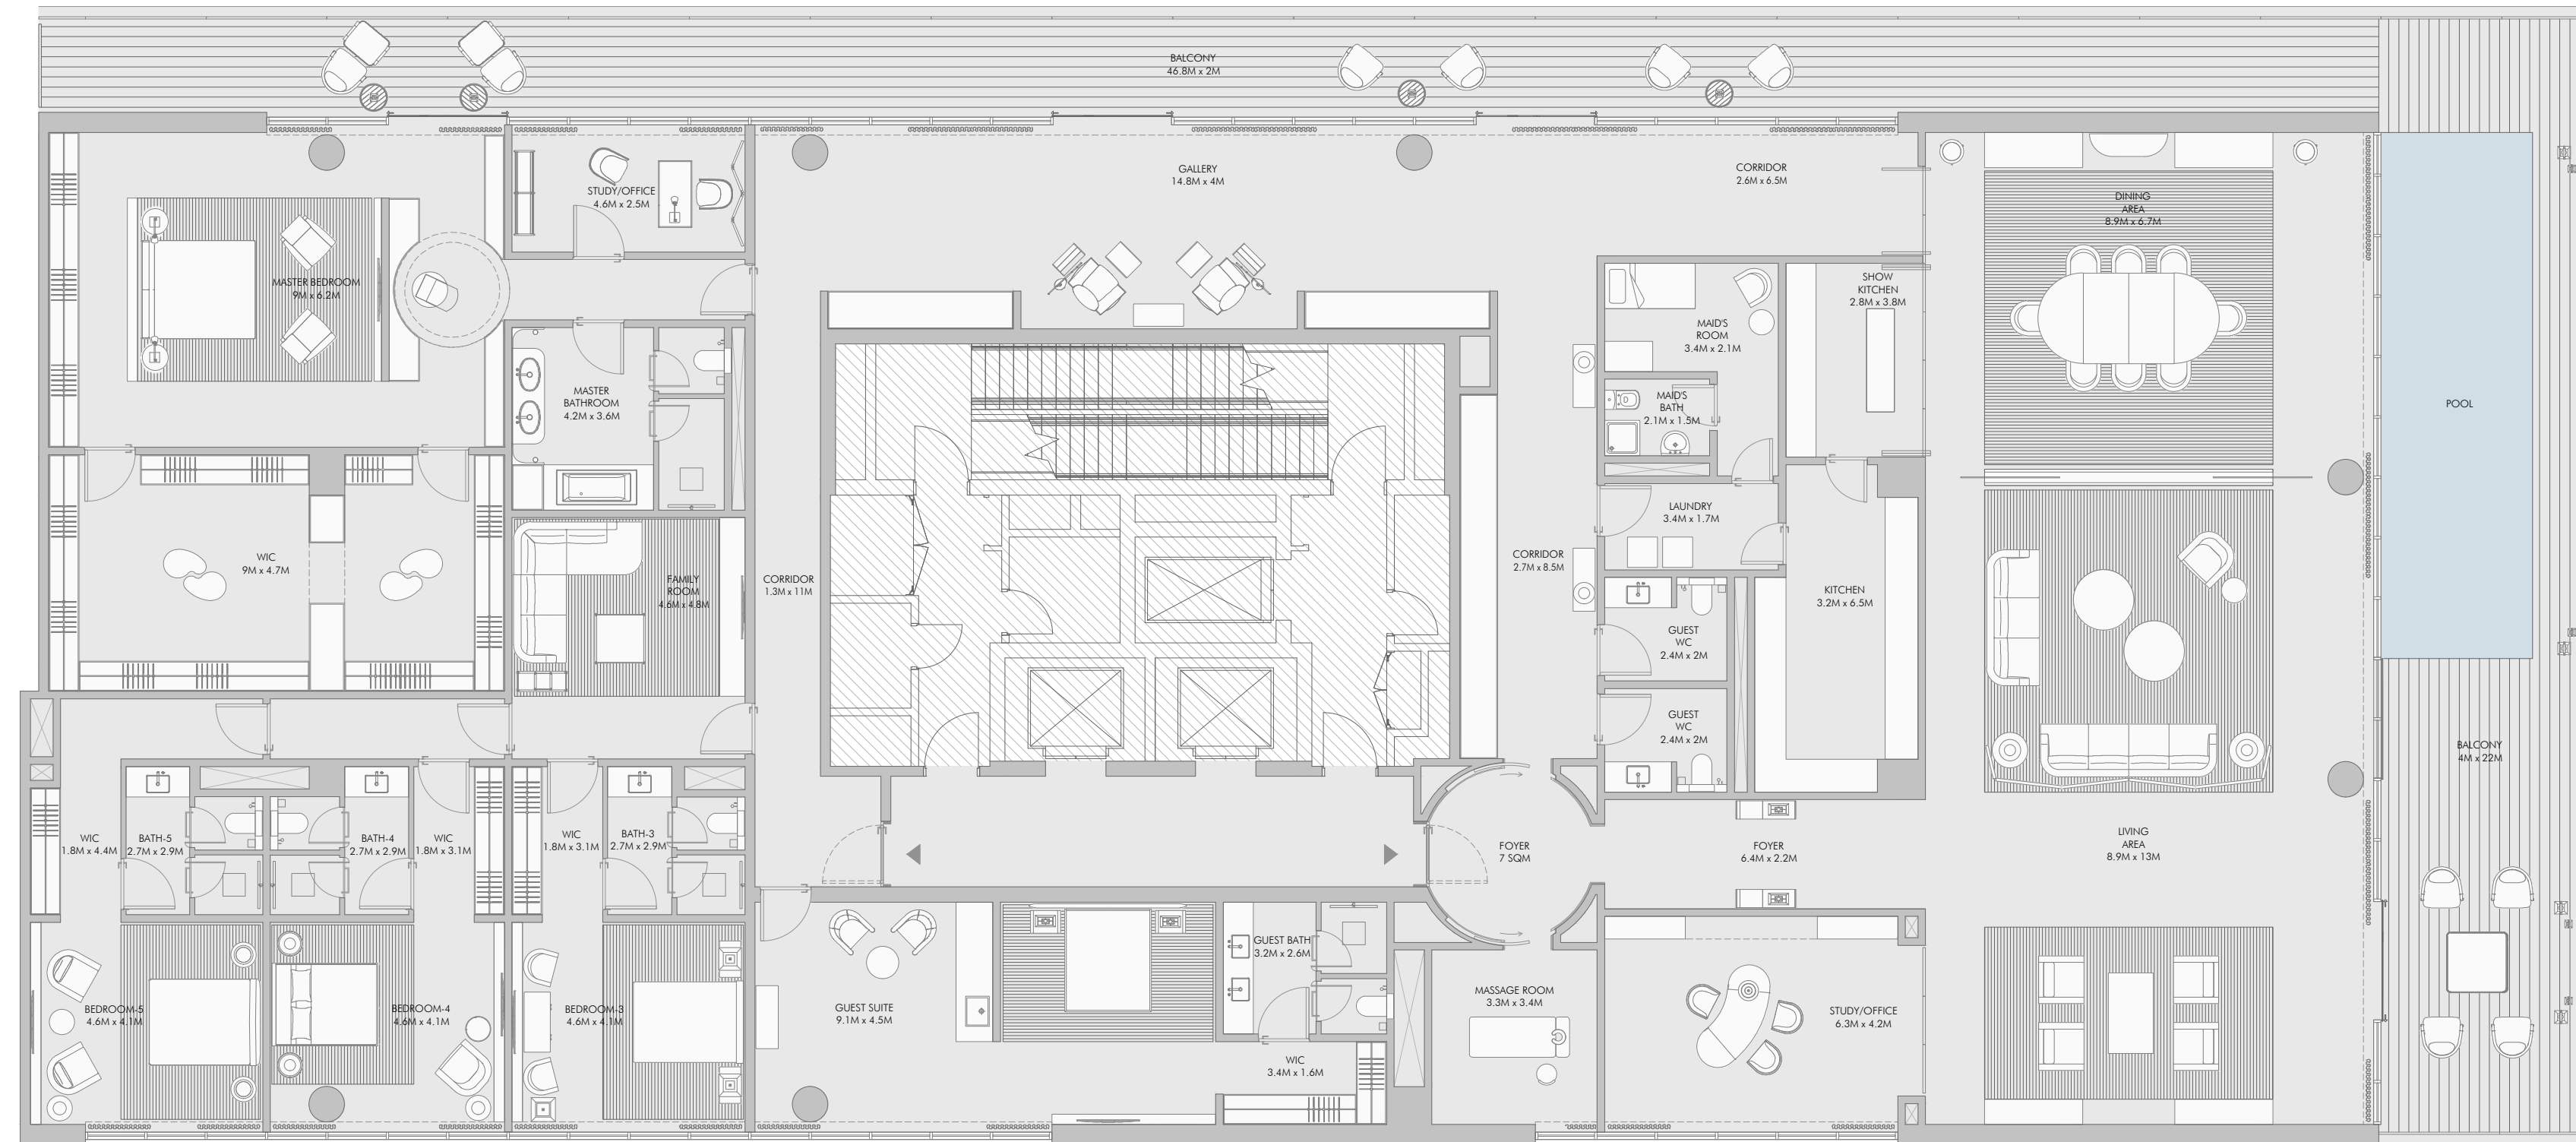 BALCONY
46.8M x 2M
GALLERY
14.8M x 4M
CORRIDOR
2.6M x 6.5M
STUDY/OFFICE
4.6M x 2.5M
DINING
AREA
8.9M x 6.7M
MASTER BEDROOM
9M x 6.2M
SHOW
KITCHEN
2.8M x 3.8M
MAID'S
ROOM
3.4M x 2.1M
MASTER
BATHROOM
4.2M x 3.6M
MAID'S
BATH
2.1M x 1.5M
POOL
LAUNDRY
3.4M x 1.7M
WIC
9M x 4.7M
FAMILY
ROOM
4.6M x 4.8M
CORRIDOR
1.3M x 11M
CORRIDOR
2.7M x 8.5M
KITCHEN
3.2M x 6.5M
GUEST
WC
2.4M x 2M
GUEST
WC
2.4M x 2M
BALCONY
4M x 22M
WIC
1.8M x 4.4M
BATH-5
2.7M x 2.9M
BATH-4
2.7M x 2.9M
WIC
1.8M x 3.1M
WIC
1.8M x 3.1M
BATH-3
2.7M x 2.9M
FOYER
7 SQM
FOYER
6.4M x 2.2M
LIVING
AREA
8.9M x 13M
BEDROOM-5
4.6M x 4.1M
BEDROOM-4
4.6M x 4.1M
BEDROOM-3
4.6M x 4.1M
GUEST SUITE
9.1M x 4.5M
GUEST BATH
3.2M x 2.6M
WIC
3.4M x 1.6M
MASSAGE ROOM
3.3M x 3.4M
STUDY/OFFICE
6.3M x 4.2M